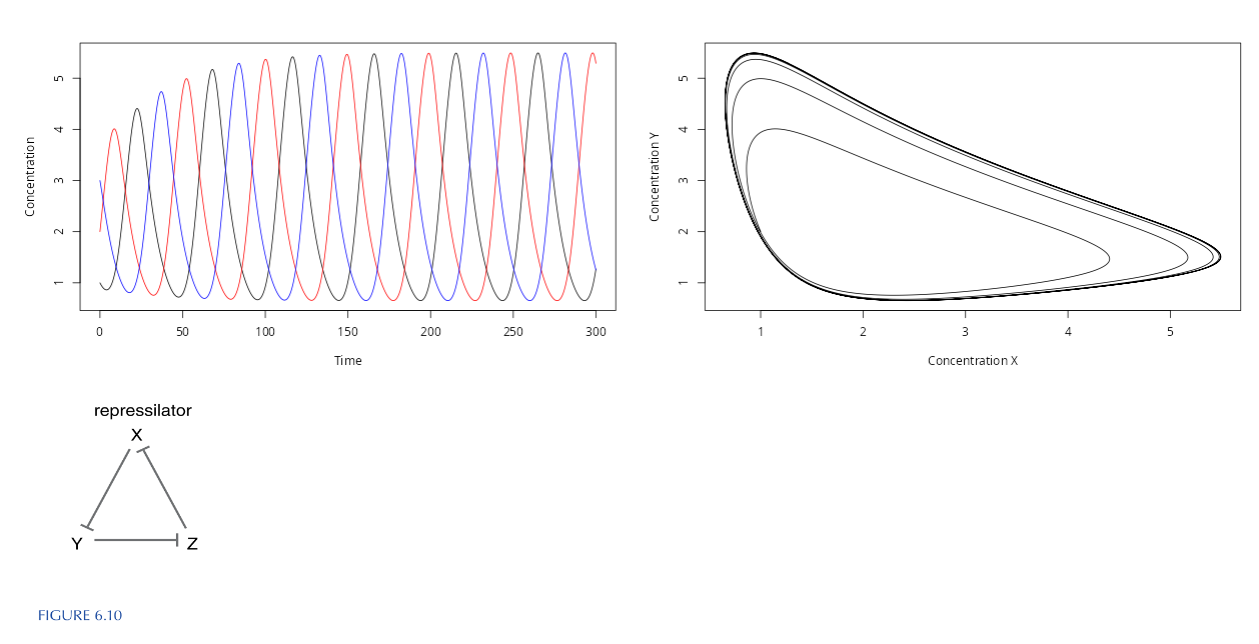 Concentration
5
4
3
2
1
0 50 100 150 200 250 300
Time
Concentration Y
5
4
3
2
1
1 2 3 4 5
Concentration X
repressilator
X
Y Z
FIGURE 6.10